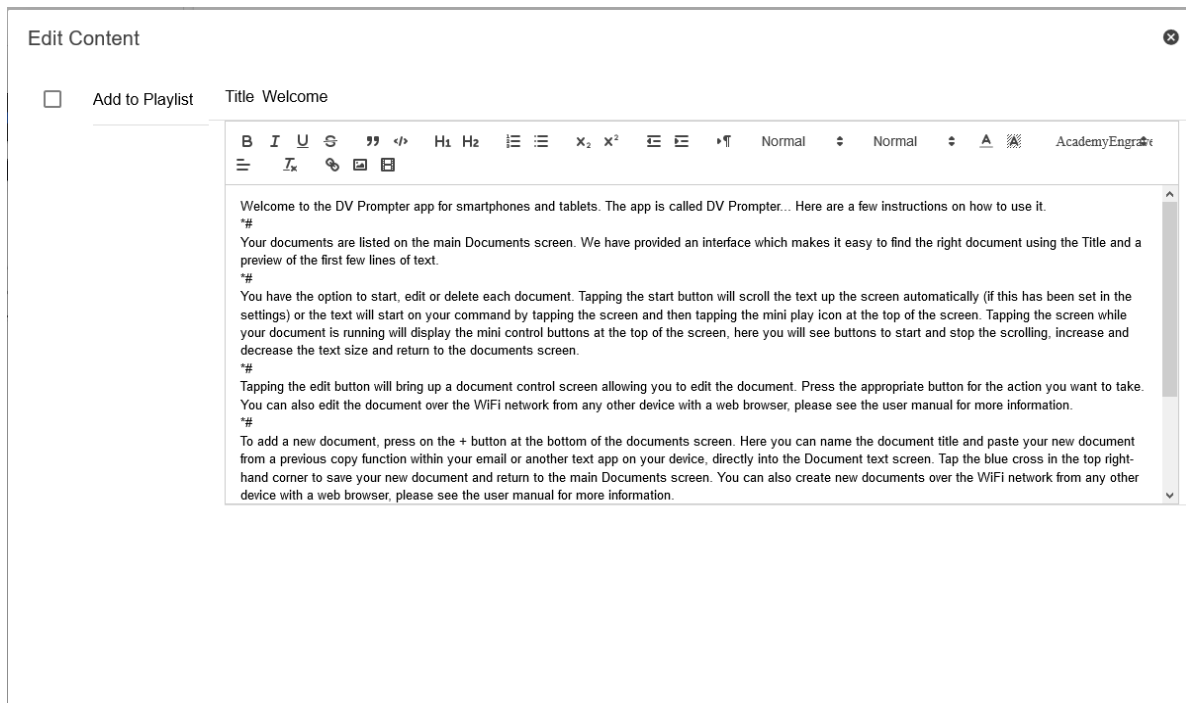 Edit Content
Add to Playlist
Title Welcome
B I U S H1 H2 X2 X2 Normal Normal A A
Tx
Welcome to the DV Prompter app for smartphones and tablets. The app is called DV Prompter... Here are a few instructions on how to use it.
*#
Your documents are listed on the main Documents screen. We have provided an interface which makes it easy to find the right document using the Title and a
preview of the first few lines of text.
*#
You have the option to start, edit or delete each document. Tapping the start button will scroll the text up the screen automatically (if this has been set in the
settings) or the text will start on your command by tapping the screen and then tapping the mini play icon at the top of the screen. Tapping the screen while
your document is running will display the mini control buttons at the top of the screen, here you will see buttons to start and stop the scrolling, increase and
decrease the text size and return to the documents screen.
*#
Tapping the edit button will bring up a document control screen allowing you to edit the document. Press the appropriate button for the action you want to take.
You can also edit the document over the WiFi network from any other device with a web browser, please see the user manual for more information.
*#
To add a new document, press on the + button at the bottom of the documents screen. Here you can name the document title and paste your new document
from a previous copy function within your email or another text app on your device, directly into the Document text screen. Tap the blue cross in the top right-
hand corner to save your new document and return to the main Documents screen. You can also create new documents over the WiFi network from any other
device with a web browser, please see the user manual for more information.